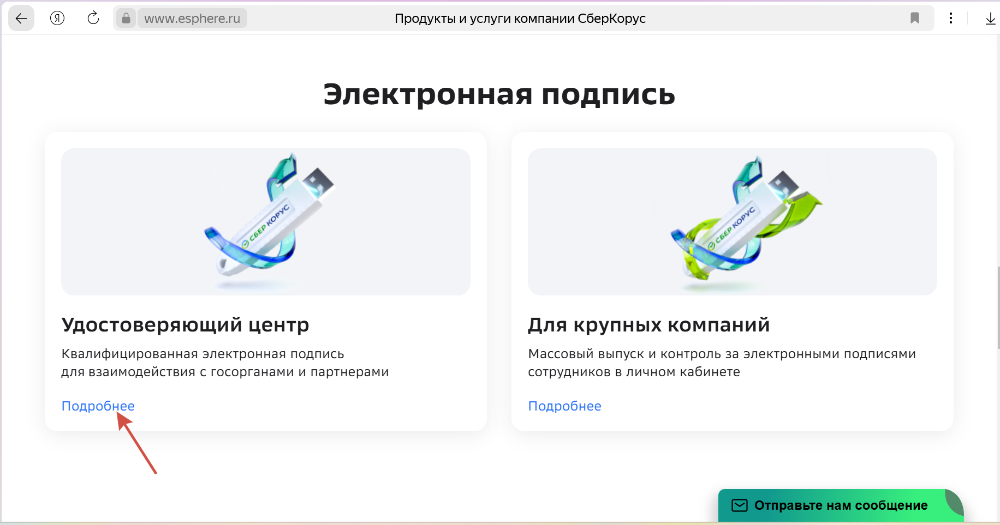 Я
www.esphere.ru
Продукты и услуги компании СберКорус
Электронная подпись
СБЕР КОРУС
СБЕР КОРУС
Удостоверяющий центр
Квалифицированная электронная подпись
для взаимодействия с госорганами и партнерами
Подробнее
Для крупных компаний
Массовый выпуск и контроль за электронными подписями
сотрудников в личном кабинете
Подробнее
Отправьте нам сообщение